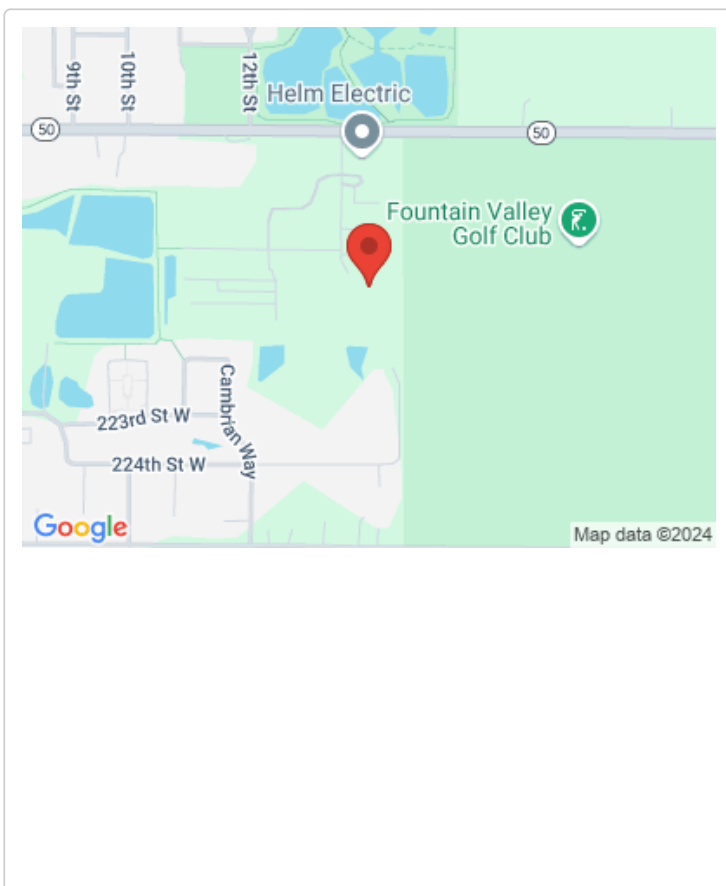 9th St
10th St
12th St
Helm Electric
50
50
Fountain Valley
Golf Club
Cambrian Way
223rd St W
224th St W
Google
Map data ©2024